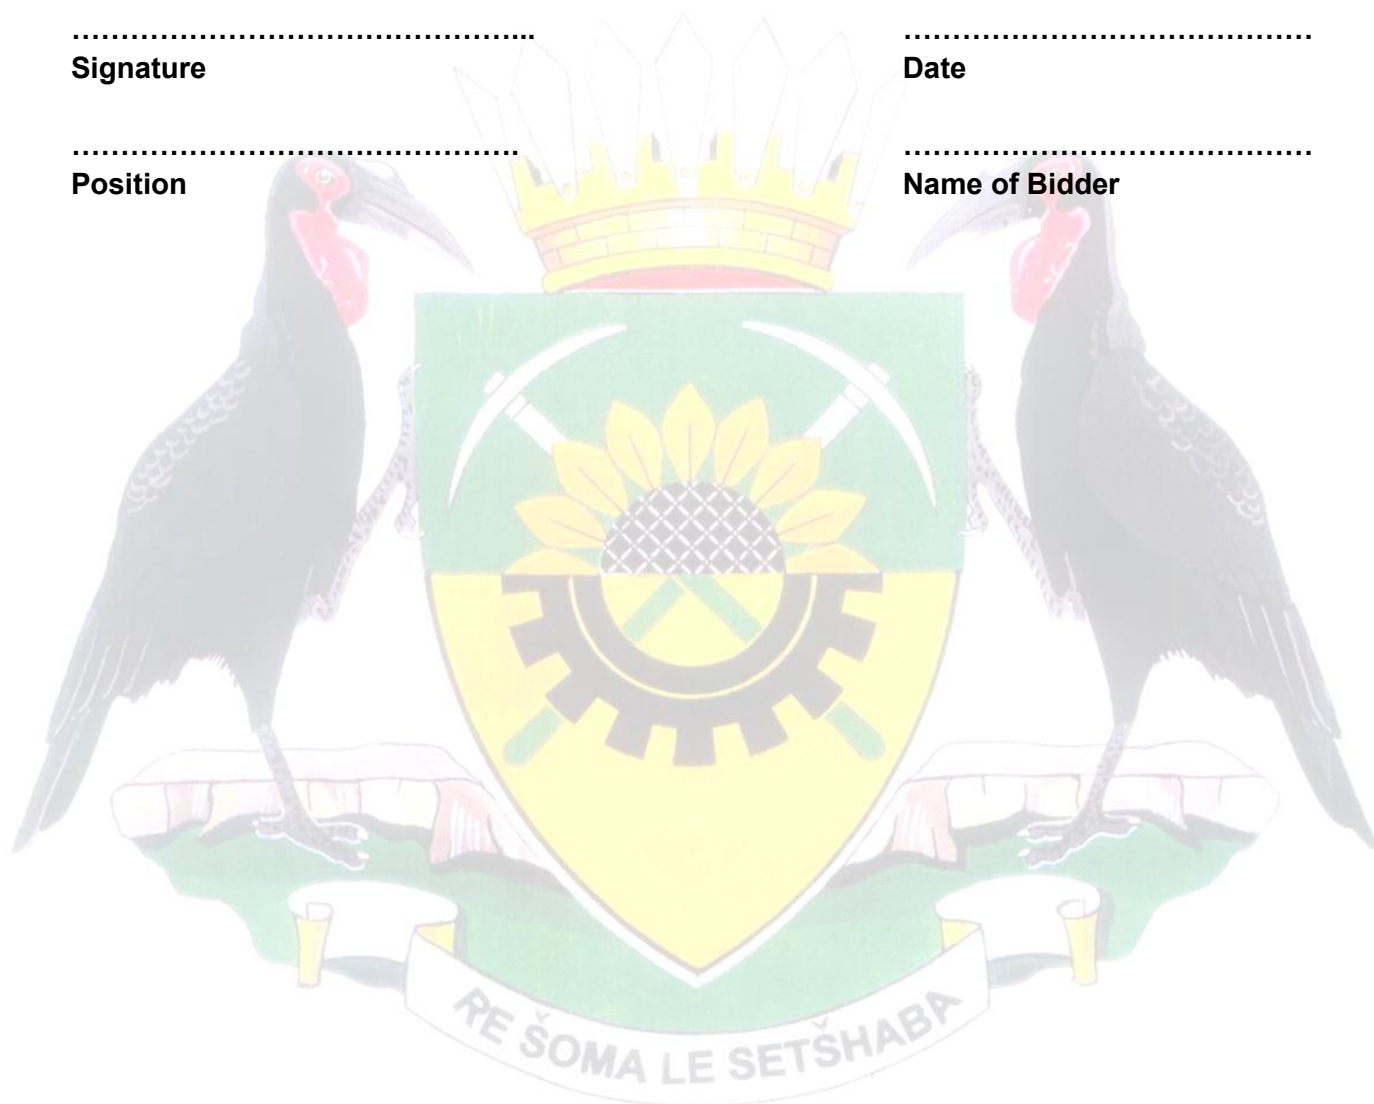 …………………………………………...
…………………………………….
Signature
Date
……………………………………….
…………………………………….
Position
Name of Bidder
RE ŠOMA LE SETŠHABA